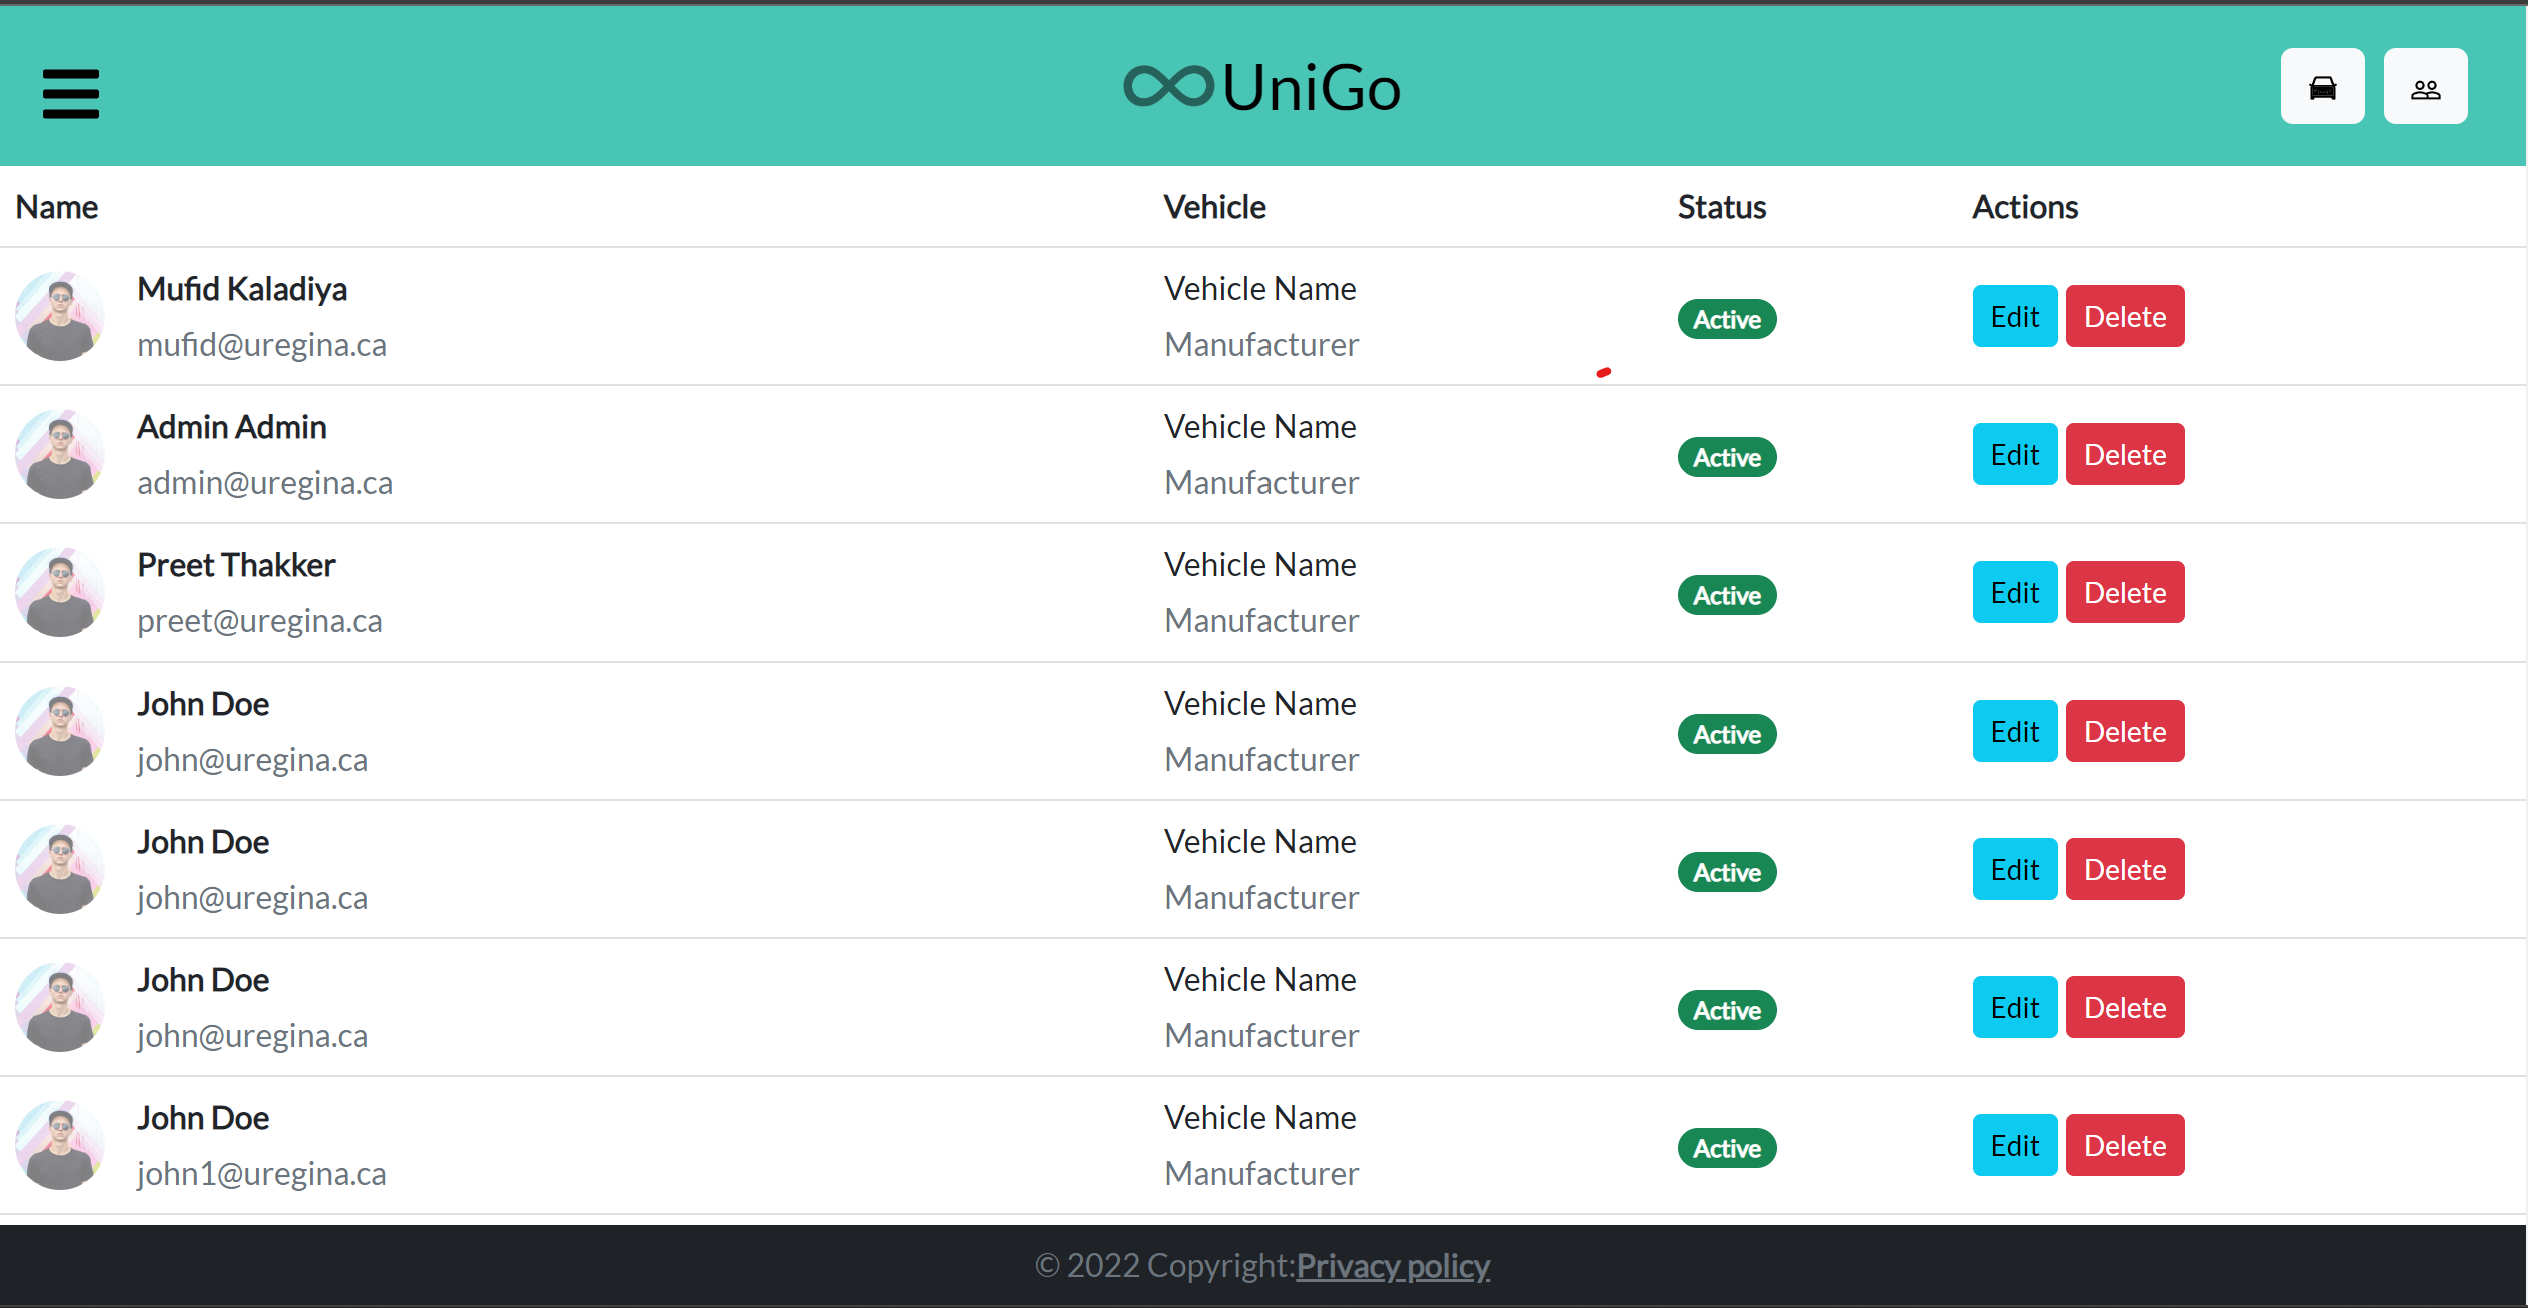 UniGo
Name Vehicle Status Actions
Mufid Kaladiya Vehicle Name
mufid@uregina.ca Manufacturer Active Edit Delete
Admin Admin Vehicle Name
admin@uregina.ca Manufacturer Active Edit Delete
Preet Thakker Vehicle Name
preet@uregina.ca Manufacturer Active Edit Delete
John Doe Vehicle Name
john@uregina.ca Manufacturer Active Edit Delete
John Doe Vehicle Name
john@uregina.ca Manufacturer Active Edit Delete
John Doe Vehicle Name
john@uregina.ca Manufacturer Active Edit Delete
John Doe Vehicle Name
john1@uregina.ca Manufacturer Active Edit Delete
© 2022 Copyright:Privacy policy